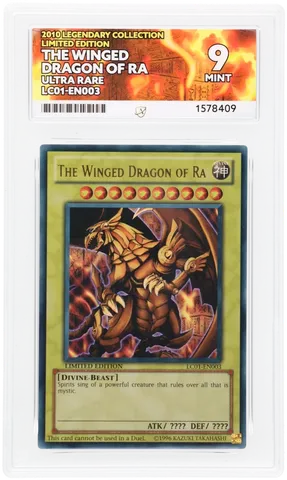 2010 LEGENDARY COLLECTION
LIMITED EDITION
THE WINGED
DRAGON OF RA
ULTRA RARE
LC01-EN003
9
MINT
1578409
THE WINGED DRAGON OF RA
神
LIMITED EDITION
LC01-EN003
[DIVINE-BEAST]
Spirits sing of a powerful creature that rules over all that is
mystic.
ATK/ ???? DEF/ ????
This card cannot be used in a Duel.
©1996 KAZUKI TAKAHASHI